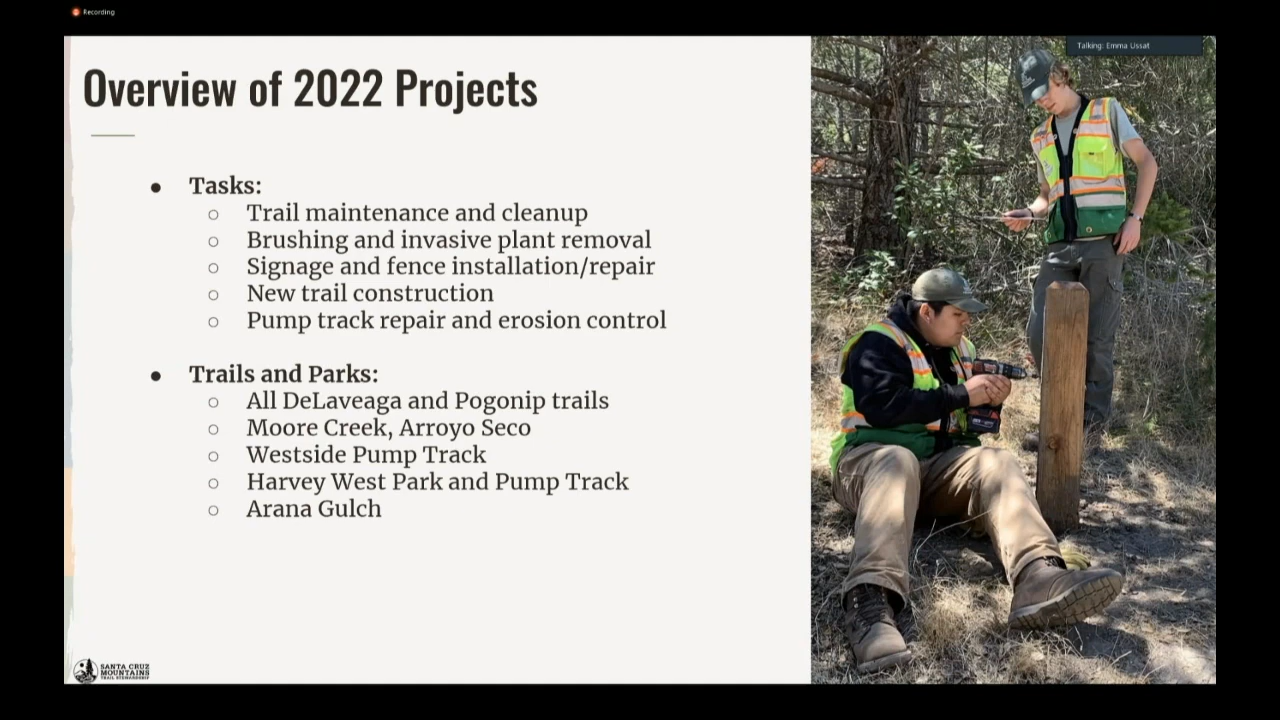 Recording
Talking: Emma Ussat
Overview of 2022 Projects
● Tasks:
○ Trail maintenance and cleanup
○ Brushing and invasive plant removal
○ Signage and fence installation/repair
○ New trail construction
○ Pump track repair and erosion control
● Trails and Parks:
○ All DeLaveaga and Pogonip trails
○ Moore Creek, Arroyo Seco
○ Westside Pump Track
○ Harvey West Park and Pump Track
○ Arana Gulch
SANTA CRUZ
MOUNTAINS
TRAIL STEWARDSHIP